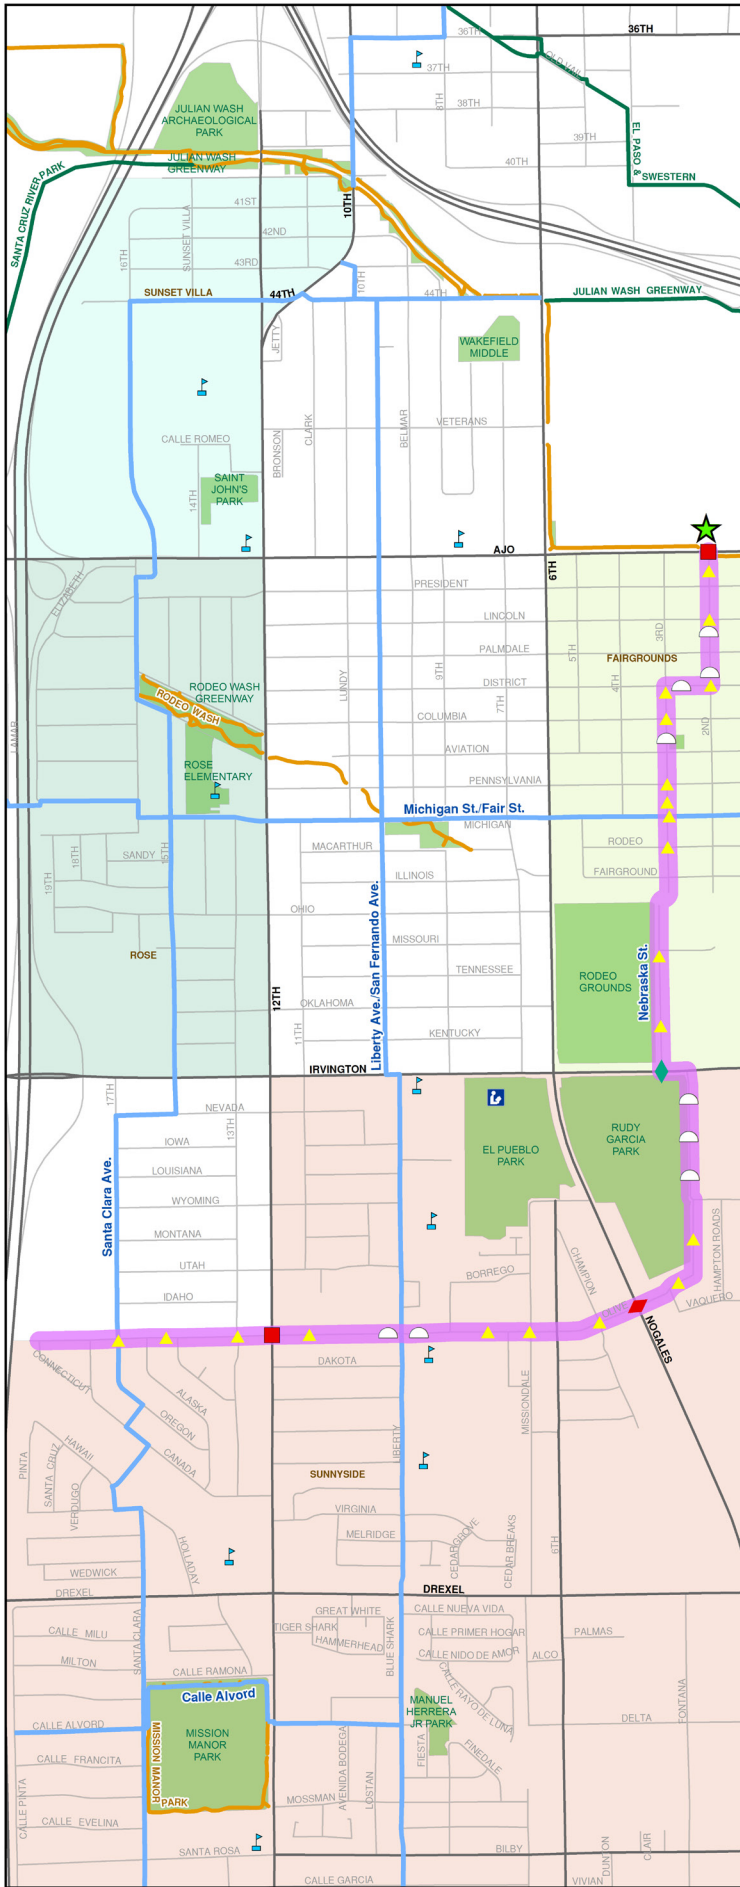 36TH
36TH
37TH
OLD VAIL
8TH
38TH
JULIAN WASH
ARCHAEOLOGICAL
PARK
EL PASO &
39TH
JULIAN WASH
GREENWAY
40TH
SWESTERN
SANTA CRUZ RIVER PARK
SUNSET VILLA
41ST
10TH
16TH
42ND
43RD
10TH
SUNSET VILLA
44TH
44TH
JULIAN WASH GREENWAY
JETTY
WAKEFIELD
MIDDLE
CLARK
BELMAR
VETERANS
CALLE ROMEO
BRONSON
14TH
SAINT
JOHN'S
PARK
AJO
6TH
ELIZABETH
PRESIDENT
LINCOLN
3RD
5TH
PALMDALE
FAIRGROUNDS
9TH
4TH
RODEO WASH
GREENWAY
LUNDY
DISTRICT
7TH
RODEO WASH
COLUMBIA
2ND
LAMAR
AVIATION
ROSE
ELEMENTARY
PENNSYLVANIA
Michigan St./Fair St.
MICHIGAN
MACARTHUR
RODEO
18TH
SANDY
15TH
19TH
ILLINOIS
FAIRGROUND
OHIO
Liberty Ave./San Fernando Ave.
MISSOURI
ROSE
Nebraska St.
TENNESSEE
RODEO
GROUNDS
12TH
OKLAHOMA
11TH
KENTUCKY
IRVINGTON
17TH
NEVADA
13TH
IOWA
RUDY
GARCIA
PARK
EL PUEBLO
PARK
LOUISIANA
Santa Clara Ave.
WYOMING
MONTANA
CHAMPION
HAMPTON ROADS
UTAH
BORREGO
IDAHO
OLIVE
VAQUERO
NOGALES
CONNECTICUT
DAKOTA
ALASKA
MISSIONDALE
OREGON
LIBERTY
HAWAII
CANADA
PINTA
SANTA CRUZ
SUNNYSIDE
VERDUGO
VIRGINIA
MELRIDGE
CEDAR GROVE
CEDAR BREAKS
6TH
HOLLADAY
WEDWICK
DREXEL
DREXEL
SANTA CLARA
GREAT WHITE
CALLE NUEVA VIDA
CALLE MILU
TIGER SHARK
BLUE SHARK
CALLE PRIMER HOGAR
PALMAS
HAMMERHEAD
CALLE NIDO DE AMOR
ALCO
MILTON
CALLE RAMONA
CALLE RAYO DE LUNA
FONTANA
Calle Alvord
MANUEL
HERRERA
JR PARK
CALLE ALVORD
DELTA
MISSION
MANOR
PARK
MISSION MANOR
PARK
AVENIDA BODEGA
FIESTA
FINEDALE
CALLE FRANCITA
LOSTAN
CALLE PINTA
MOSSMAN
CALLE EVELINA
SANTA ROSA
BILBY
DUNTON
CLAIR
CALLE GARCIA
VIVIAN